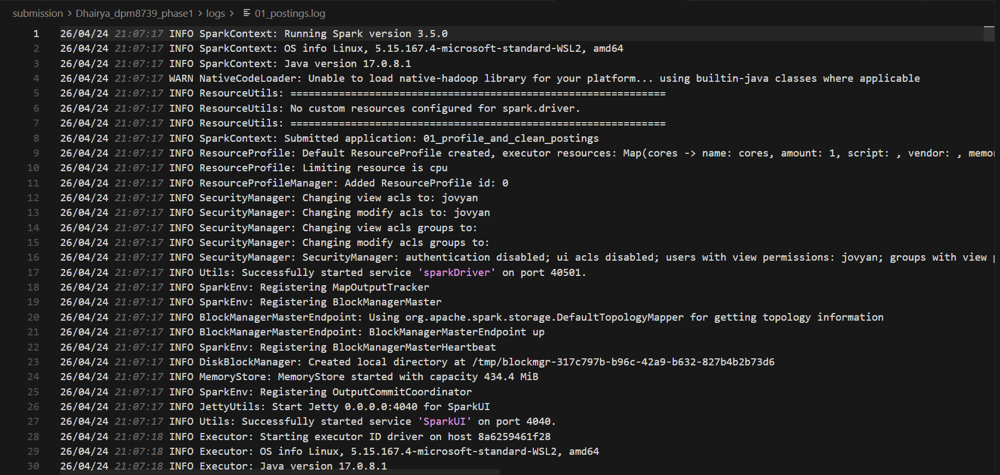 submission > Dhairya_dpm8739_phase1 > logs > 01_postings.log
1 26/04/24 21:07:17 INFO SparkContext: Running Spark version 3.5.0
2 26/04/24 21:07:17 INFO SparkContext: OS info Linux, 5.15.167.4-microsoft-standard-WSL2, amd64
3 26/04/24 21:07:17 INFO SparkContext: Java version 17.0.8.1
4 26/04/24 21:07:17 WARN NativeCodeLoader: Unable to load native-hadoop library for your platform... using builtin-java classes where applicable
5 26/04/24 21:07:17 INFO ResourceUtils: ==============================================================
6 26/04/24 21:07:17 INFO ResourceUtils: No custom resources configured for spark.driver.
7 26/04/24 21:07:17 INFO ResourceUtils: ==============================================================
8 26/04/24 21:07:17 INFO SparkContext: Submitted application: 01_profile_and_clean_postings
9 26/04/24 21:07:17 INFO ResourceProfile: Default ResourceProfile created, executor resources: Map(cores -> name: cores, amount: 1, script: , vendor: , memo
10 26/04/24 21:07:17 INFO ResourceProfile: Limiting resource is cpu
11 26/04/24 21:07:17 INFO ResourceProfileManager: Added ResourceProfile id: 0
12 26/04/24 21:07:17 INFO SecurityManager: Changing view acls to: jovyan
13 26/04/24 21:07:17 INFO SecurityManager: Changing modify acls to: jovyan
14 26/04/24 21:07:17 INFO SecurityManager: Changing view acls groups to:
15 26/04/24 21:07:17 INFO SecurityManager: Changing modify acls groups to:
16 26/04/24 21:07:17 INFO SecurityManager: SecurityManager: authentication disabled; ui acls disabled; users with view permissions: jovyan; groups with view
17 26/04/24 21:07:17 INFO Utils: Successfully started service 'sparkDriver' on port 40501.
18 26/04/24 21:07:17 INFO SparkEnv: Registering MapOutputTracker
19 26/04/24 21:07:17 INFO SparkEnv: Registering BlockManagerMaster
20 26/04/24 21:07:17 INFO BlockManagerMasterEndpoint: Using org.apache.spark.storage.DefaultTopologyMapper for getting topology information
21 26/04/24 21:07:17 INFO BlockManagerMasterEndpoint: BlockManagerMasterEndpoint up
22 26/04/24 21:07:17 INFO SparkEnv: Registering BlockManagerMasterHeartbeat
23 26/04/24 21:07:17 INFO DiskBlockManager: Created local directory at /tmp/blockmgr-317c797b-b96c-42a9-b632-827b4b2b73d6
24 26/04/24 21:07:17 INFO MemoryStore: MemoryStore started with capacity 434.4 MiB
25 26/04/24 21:07:17 INFO SparkEnv: Registering OutputCommitCoordinator
26 26/04/24 21:07:17 INFO JettyUtils: Start Jetty 0.0.0.0:4040 for SparkUI
27 26/04/24 21:07:17 INFO Utils: Successfully started service 'SparkUI' on port 4040.
28 26/04/24 21:07:18 INFO Executor: Starting executor ID driver on host 8a6259461f28
29 26/04/24 21:07:18 INFO Executor: OS info Linux, 5.15.167.4-microsoft-standard-WSL2, amd64
30 26/04/24 21:07:18 INFO Executor: Java version 17.0.8.1